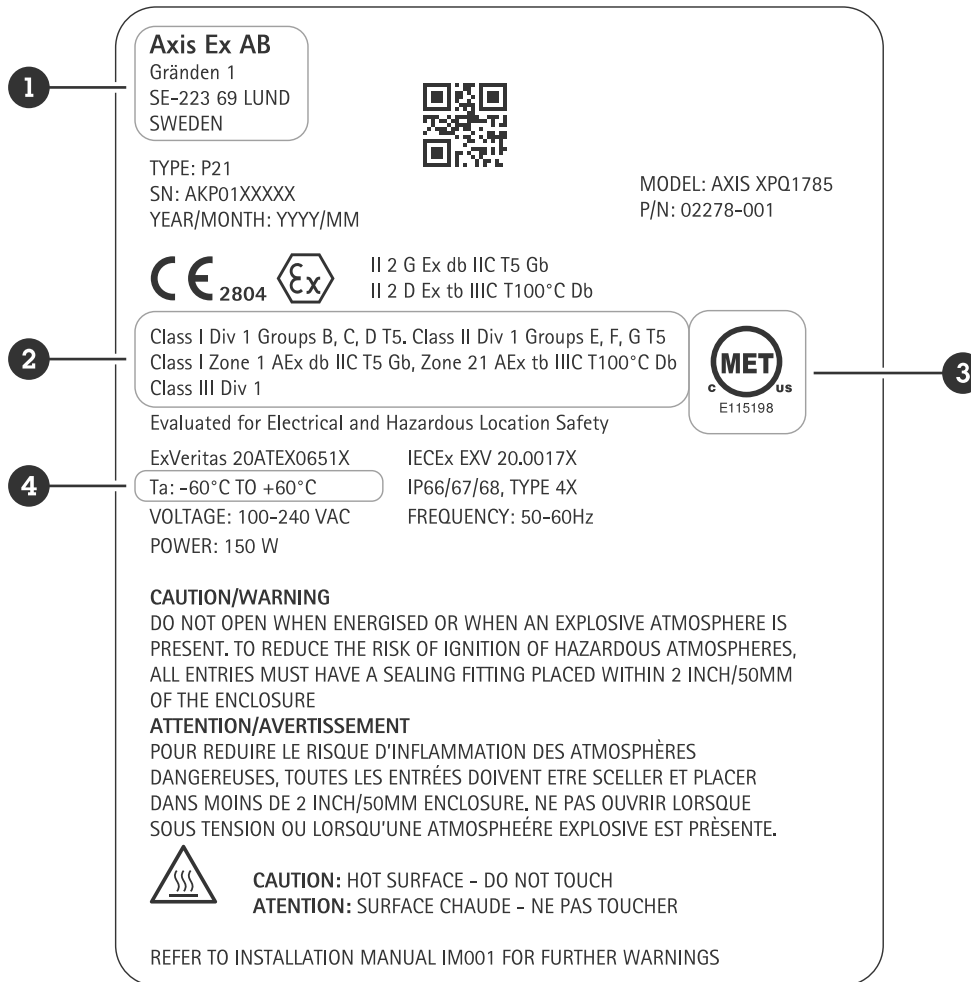 1
Axis Ex AB
Gränden 1
SE-223 69 LUND
SWEDEN
TYPE: P21
SN: AKP01XXXXX
YEAR/MONTH: YYYY/MM
MODEL: AXIS XPQ1785
P/N: 02278-001
CE 2804 Ex
II 2 G Ex db IIC T5 Gb
II 2 D Ex tb IIIC T100°C Db
2
Class I Div 1 Groups B, C, D T5. Class II Div 1 Groups E, F, G T5
Class I Zone 1 AEx db IIC T5 Gb, Zone 21 AEx tb IIIC T100°C Db
Class III Div 1
c MET US
E115198
3
Evaluated for Electrical and Hazardous Location Safety
ExVeritas 20ATEX0651X
IECEx EXV 20.0017X
4
Ta: -60°C TO +60°C
IP66/67/68, TYPE 4X
VOLTAGE: 100-240 VAC
FREQUENCY: 50-60Hz
POWER: 150 W
CAUTION/WARNING
DO NOT OPEN WHEN ENERGISED OR WHEN AN EXPLOSIVE ATMOSPHERE IS
PRESENT. TO REDUCE THE RISK OF IGNITION OF HAZARDOUS ATMOSPHERES,
ALL ENTRIES MUST HAVE A SEALING FITTING PLACED WITHIN 2 INCH/50MM
OF THE ENCLOSURE
ATTENTION/AVERTISSEMENT
POUR REDUIRE LE RISQUE D'INFLAMMATION DES ATMOSPHÈRES
DANGEREUSES, TOUTES LES ENTRÉES DOIVENT ETRE SCELLER ET PLACER
DANS MOINS DE 2 INCH/50MM ENCLOSURE. NE PAS OUVRIR LORSQUE
SOUS TENSION OU LORSQU'UNE ATMOSPHEÉRE EXPLOSIVE EST PRÈSENTE.
CAUTION: HOT SURFACE - DO NOT TOUCH
ATENTION: SURFACE CHAUDE - NE PAS TOUCHER
REFER TO INSTALLATION MANUAL IM001 FOR FURTHER WARNINGS